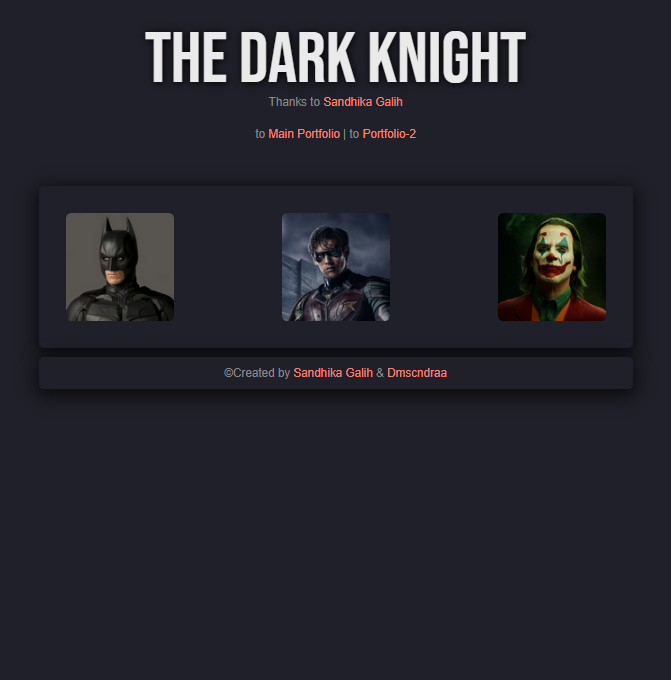 THE DARK KNIGHT
Thanks to Sandhika Galih
to Main Portfolio | to Portfolio-2
©Created by Sandhika Galih & Dmscndraa